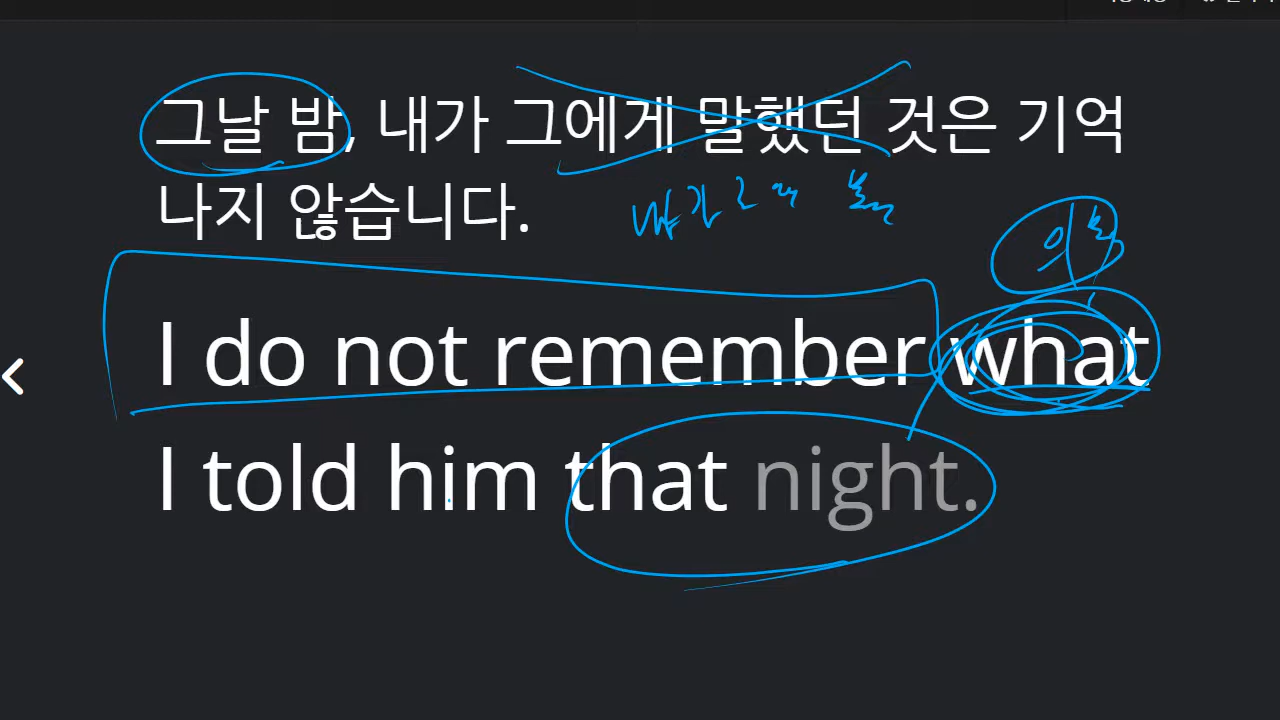 그날 밤, 내가 그에게 말했던 것은 기억
나지 않습니다.
I do not remember what
I told him that night.